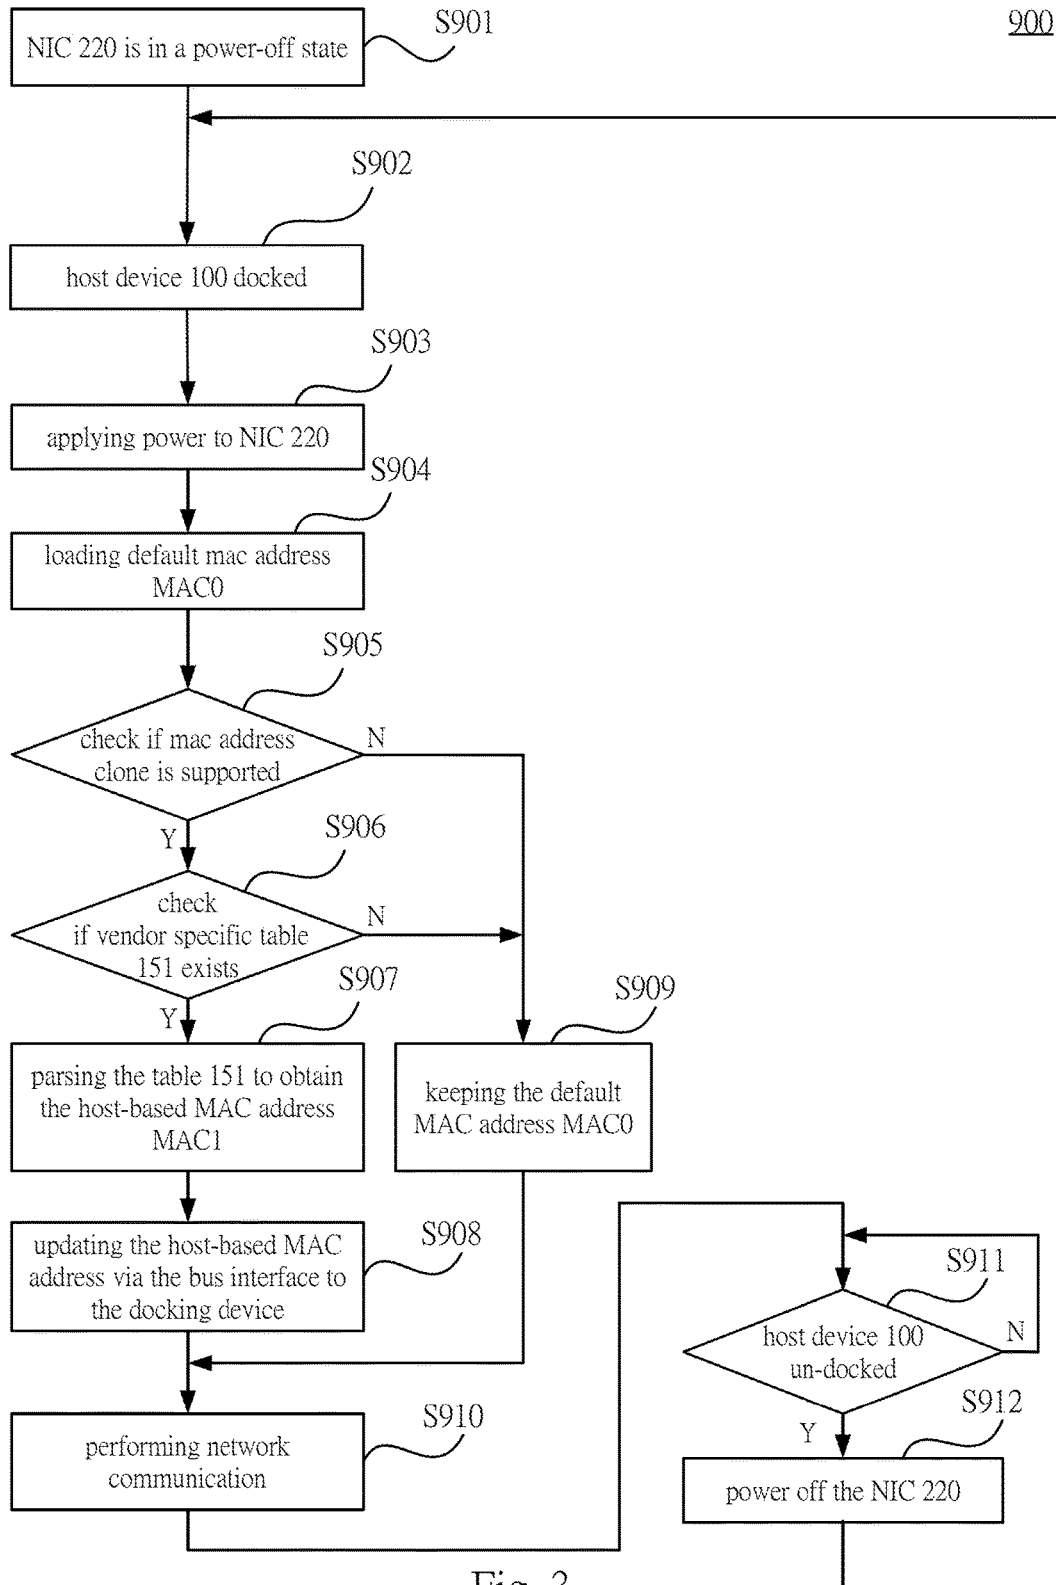 900
S901
NIC 220 is in a power-off state
S902
host device 100 docked
S903
applying power to NIC 220
S904
loading default mac address
MAC0
S905
check if mac address
clone is supported
N
Y
S906
check
if vendor specific table
151 exists
N
Y
S907
parsing the table 151 to obtain
the host-based MAC address
MAC1
S909
keeping the default
MAC address MAC0
S908
updating the host-based MAC
address via the bus interface to
the docking device
S910
performing network
communication
S911
host device 100
un-docked
N
Y
S912
power off the NIC 220
Fig.